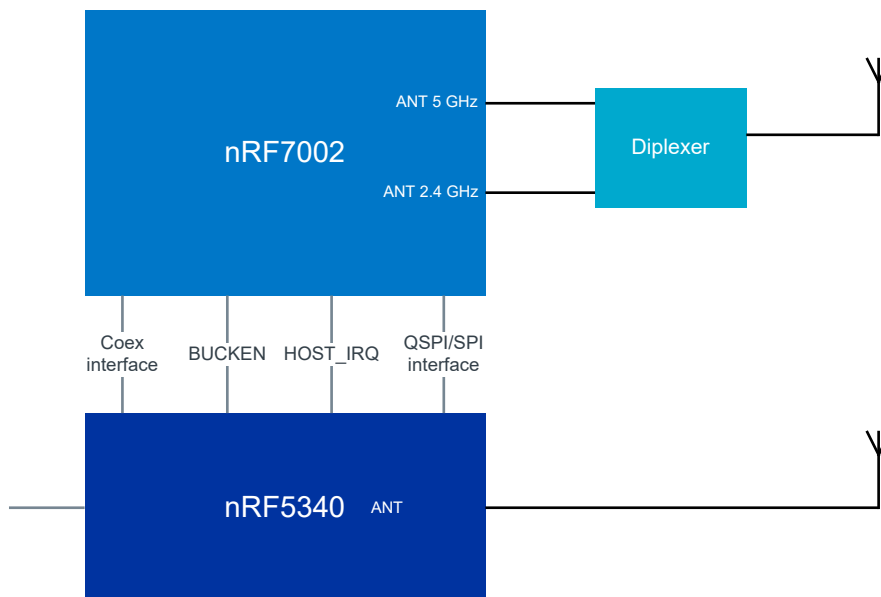 ANT 5 GHz
nRF7002
Diplexer
ANT 2.4 GHz
Coex
interface
BUCKEN
HOST_IRQ
QSPI/SPI
interface
nRF5340
ANT